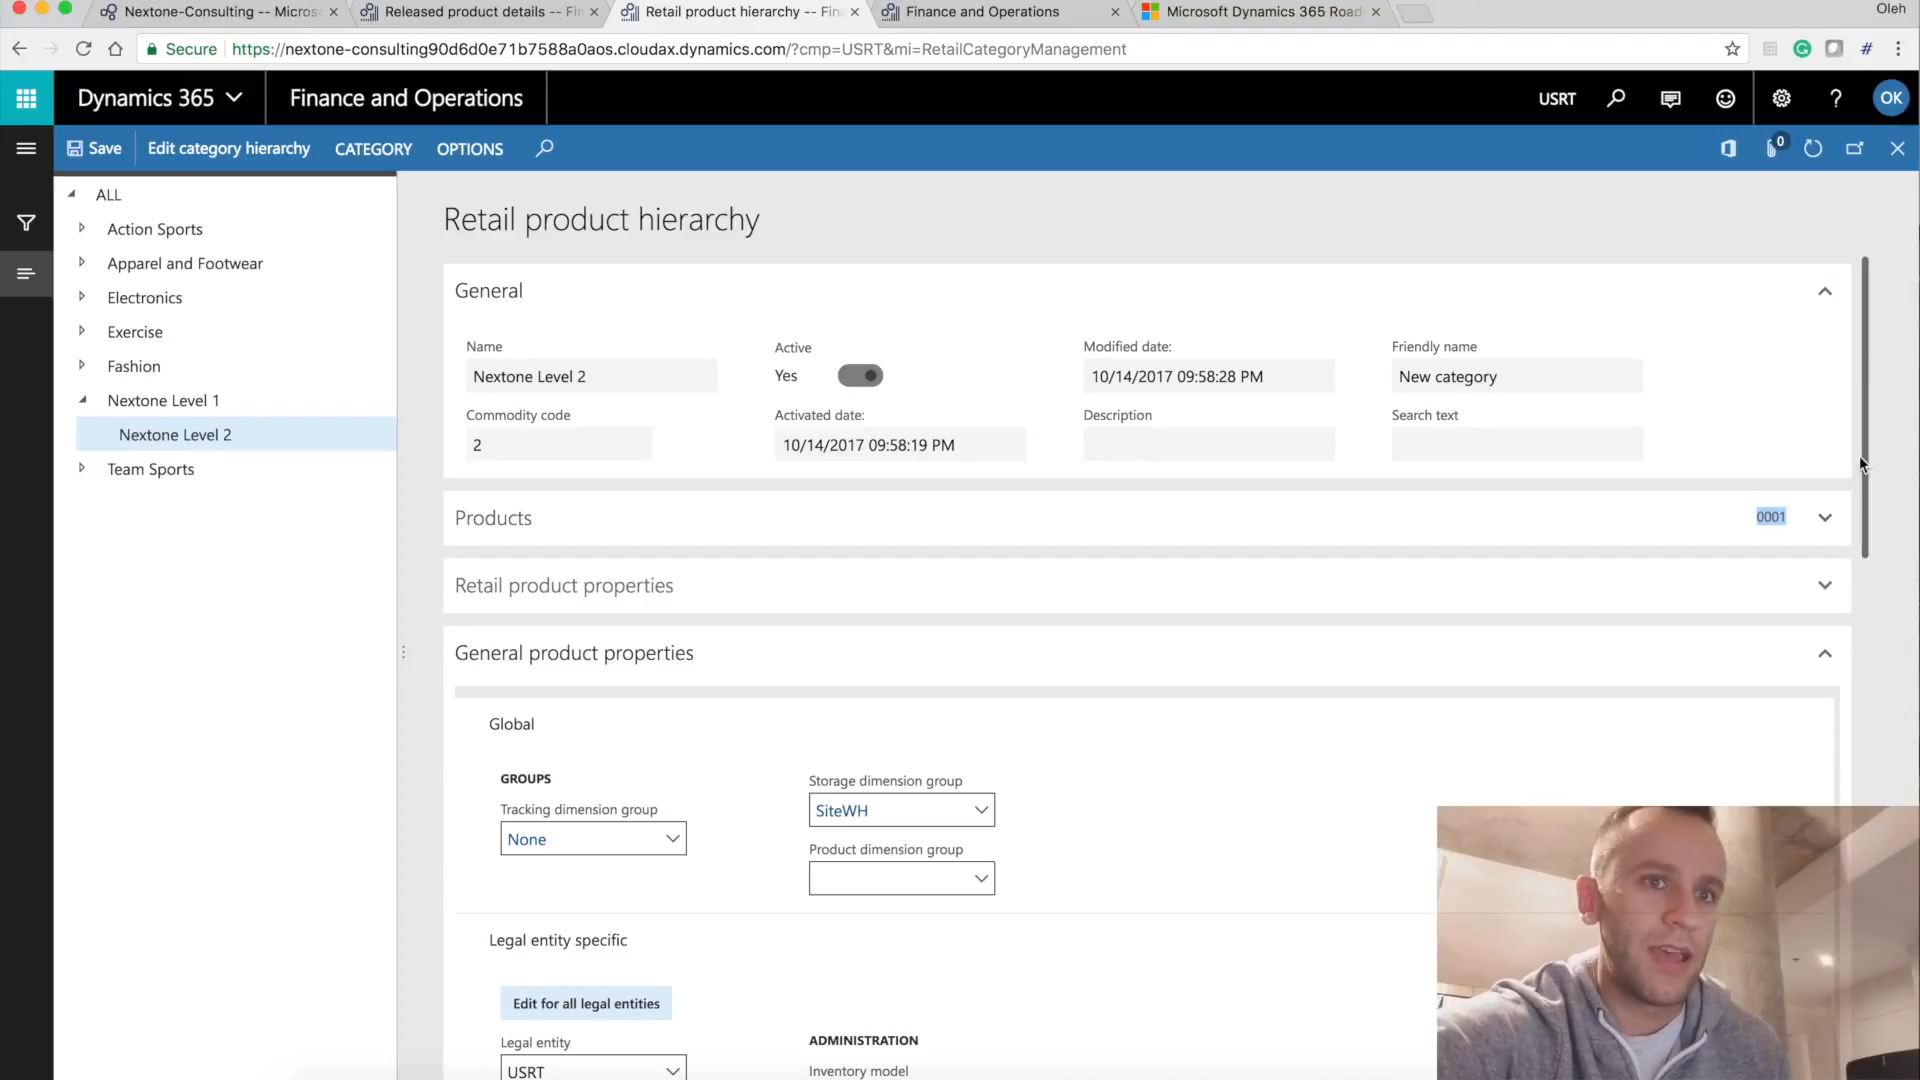 Nextone-Consulting -- Micros
Released product details -- Fin
Retail product hierarchy -- Fina
Finance and Operations
Microsoft Dynamics 365 Road
Oleh
Secure
https://nextone-consulting90d6d0e71b7588a0aos.cloudax.dynamics.com/?cmp=USRT&mi=RetailCategoryManagement
Dynamics 365
Finance and Operations
USRT
OK
Save
Edit category hierarchy
CATEGORY
OPTIONS
0
ALL
Action Sports
Apparel and Footwear
Electronics
Exercise
Fashion
Nextone Level 1
Nextone Level 2
Team Sports
Retail product hierarchy
General
Name
Nextone Level 2
Active
Yes
Modified date:
10/14/2017 09:58:28 PM
Friendly name
New category
Commodity code
2
Activated date:
10/14/2017 09:58:19 PM
Description
Search text
Products
0001
Retail product properties
General product properties
Global
GROUPS
Tracking dimension group
None
Storage dimension group
SiteWH
Product dimension group
Legal entity specific
Edit for all legal entities
Legal entity
USRT
ADMINISTRATION
Inventory model